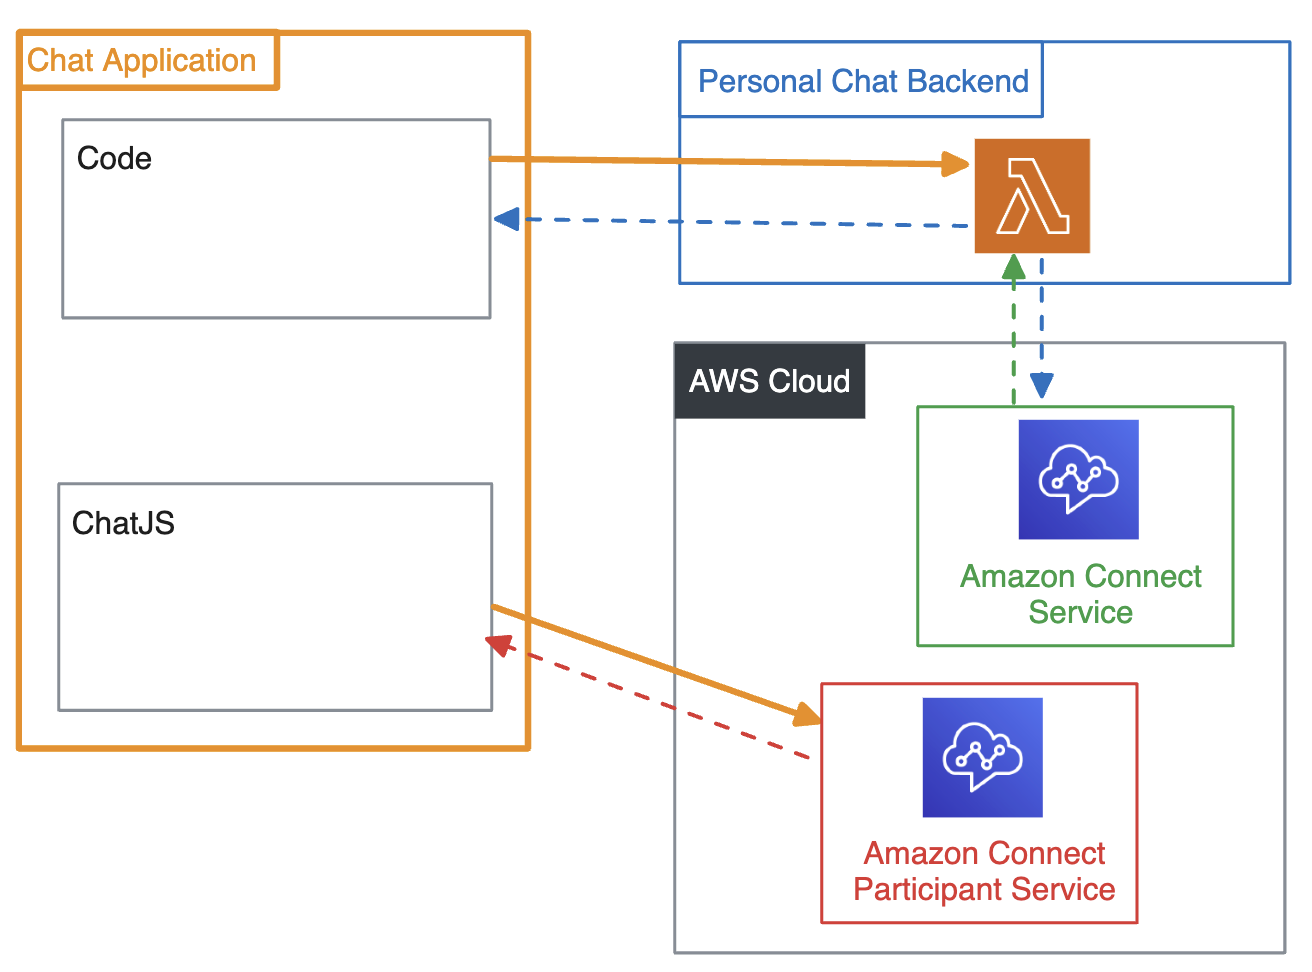 Chat Application
Code
ChatJS
Personal Chat Backend
AWS Cloud
Amazon Connect
Service
Amazon Connect
Participant Service